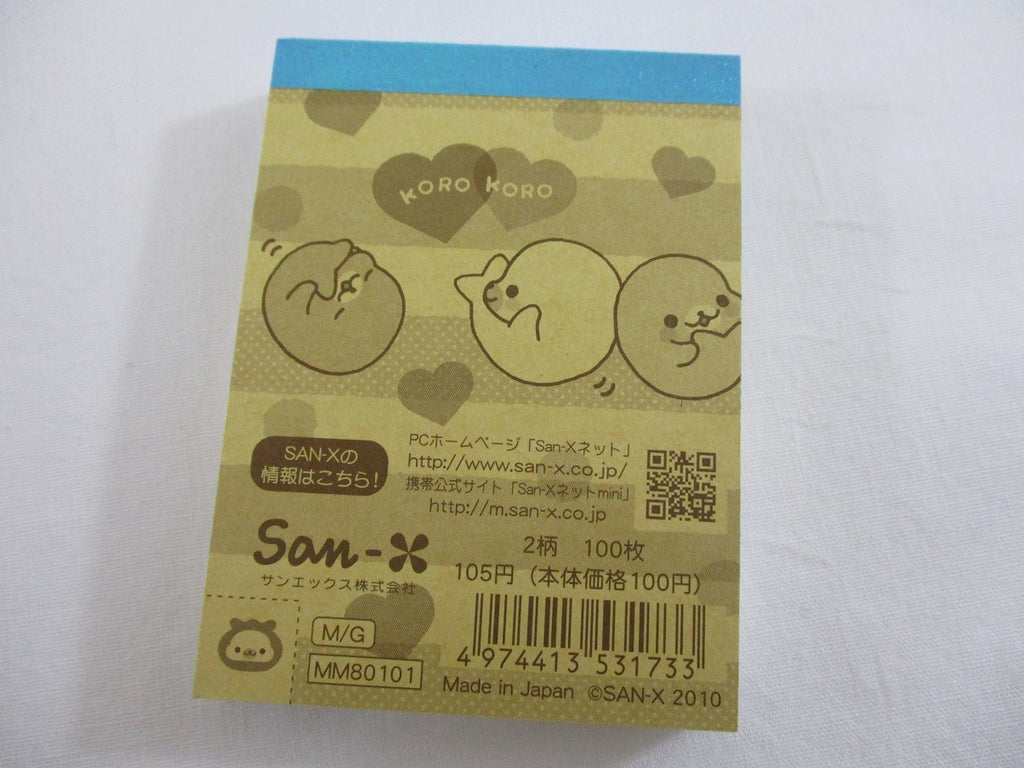 KORO KORO
SAN-Xの
情報はこちら!
PCホームページ「San-Xネット」
http://www.san-x.co.jp/
携帯公式サイト「San-Xネットmini」
http://m.san-x.co.jp
San-X
サンエックス株式会社
2柄 100枚
105円(本体価格100円)
M/G
MM80101
4 974413 531733
Made in Japan ©SAN-X 2010